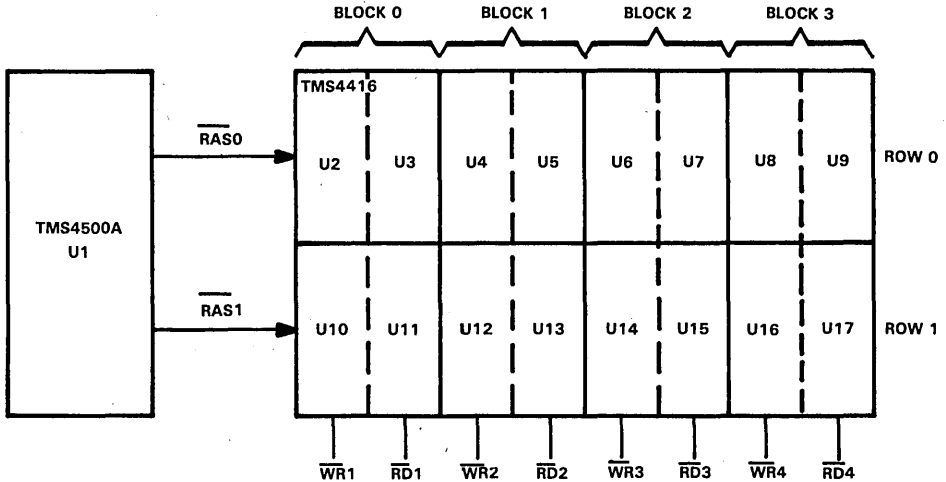 BLOCK 0 BLOCK 1 BLOCK 2 BLOCK 3
TMS4416
RAS0
U2 U3 U4 U5 U6 U7 U8 U9 ROW 0
TMS4500A
U1
RAS1
U10 U11 U12 U13 U14 U15 U16 U17 ROW 1
WR1 RD1 WR2 RD2 WR3 RD3 WR4 RD4